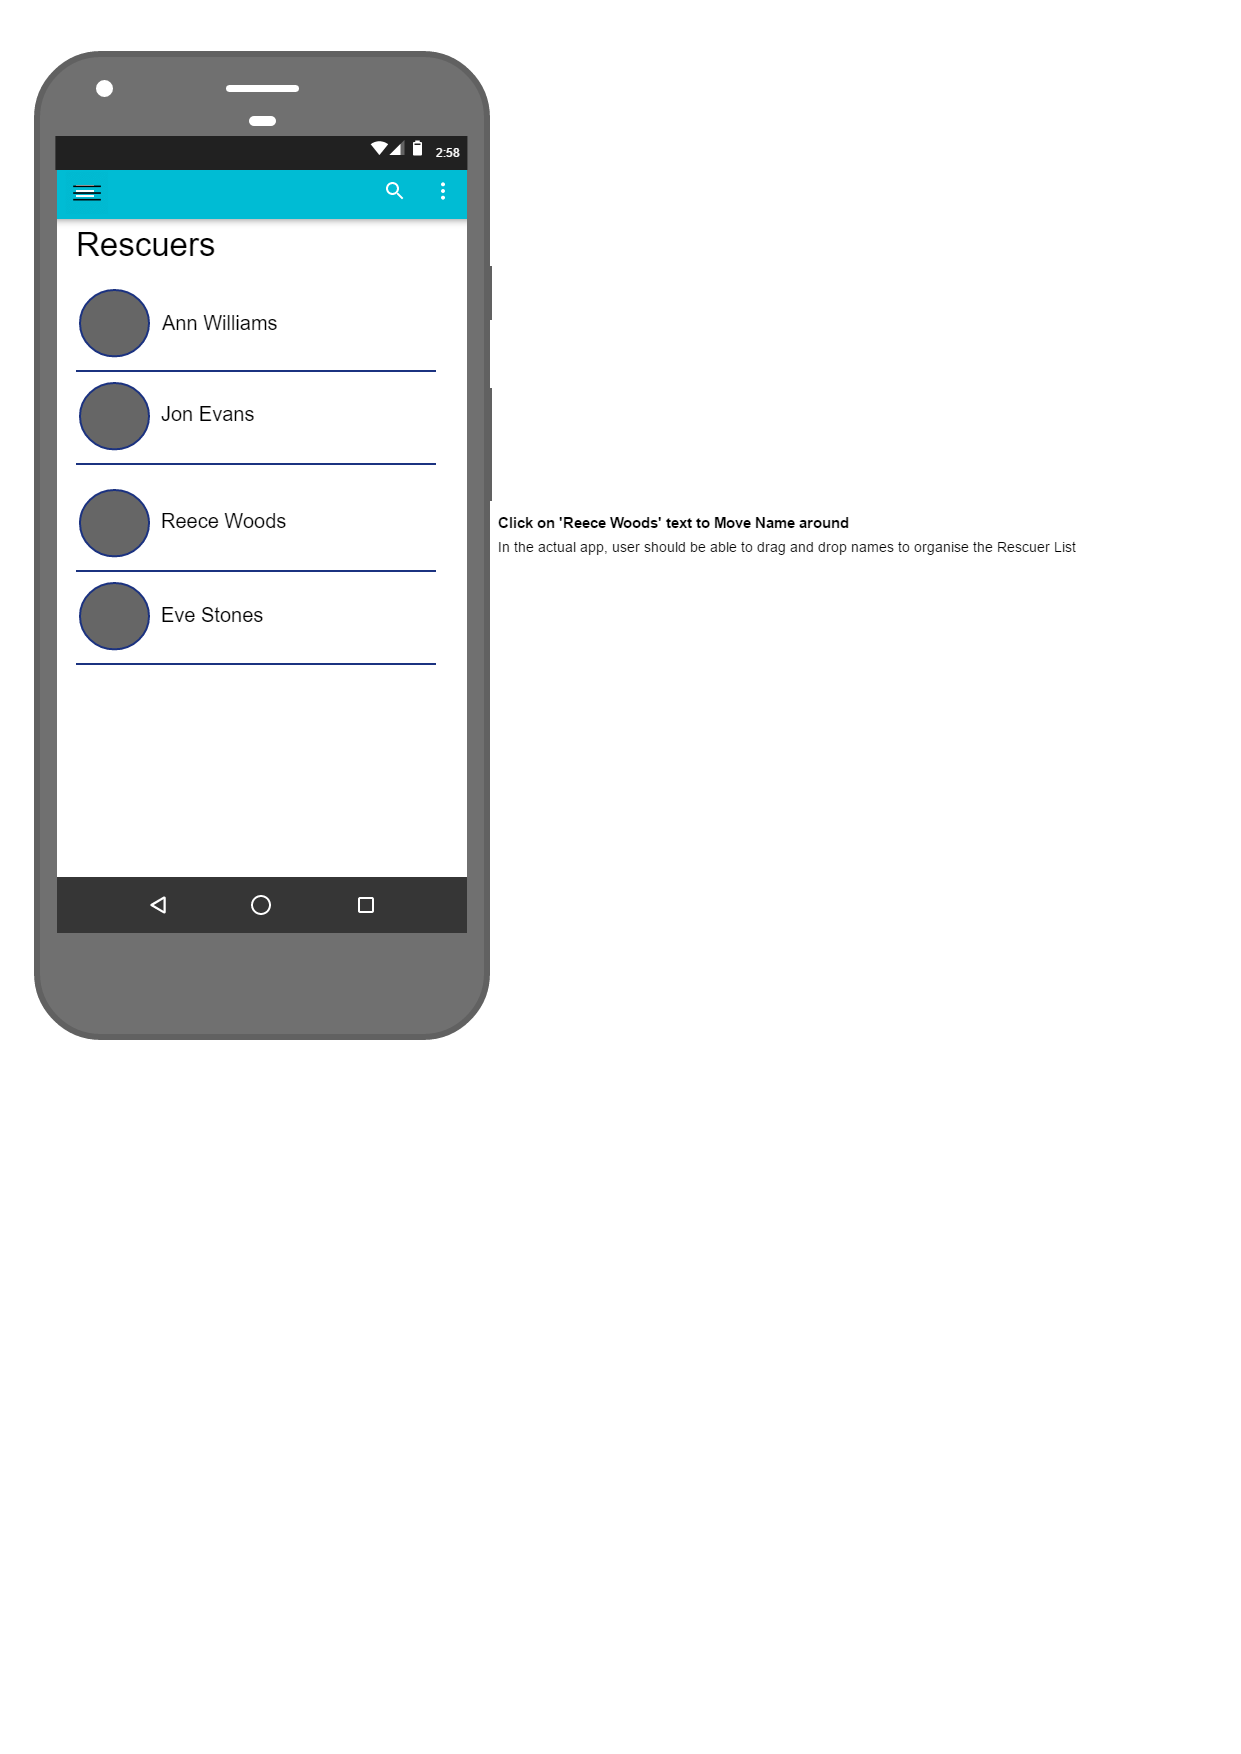 2:58
Rescuers
Ann Williams
Jon Evans
Reece Woods
Click on 'Reece Woods' text to Move Name around
In the actual app, user should be able to drag and drop names to organise the Rescuer List
Eve Stones